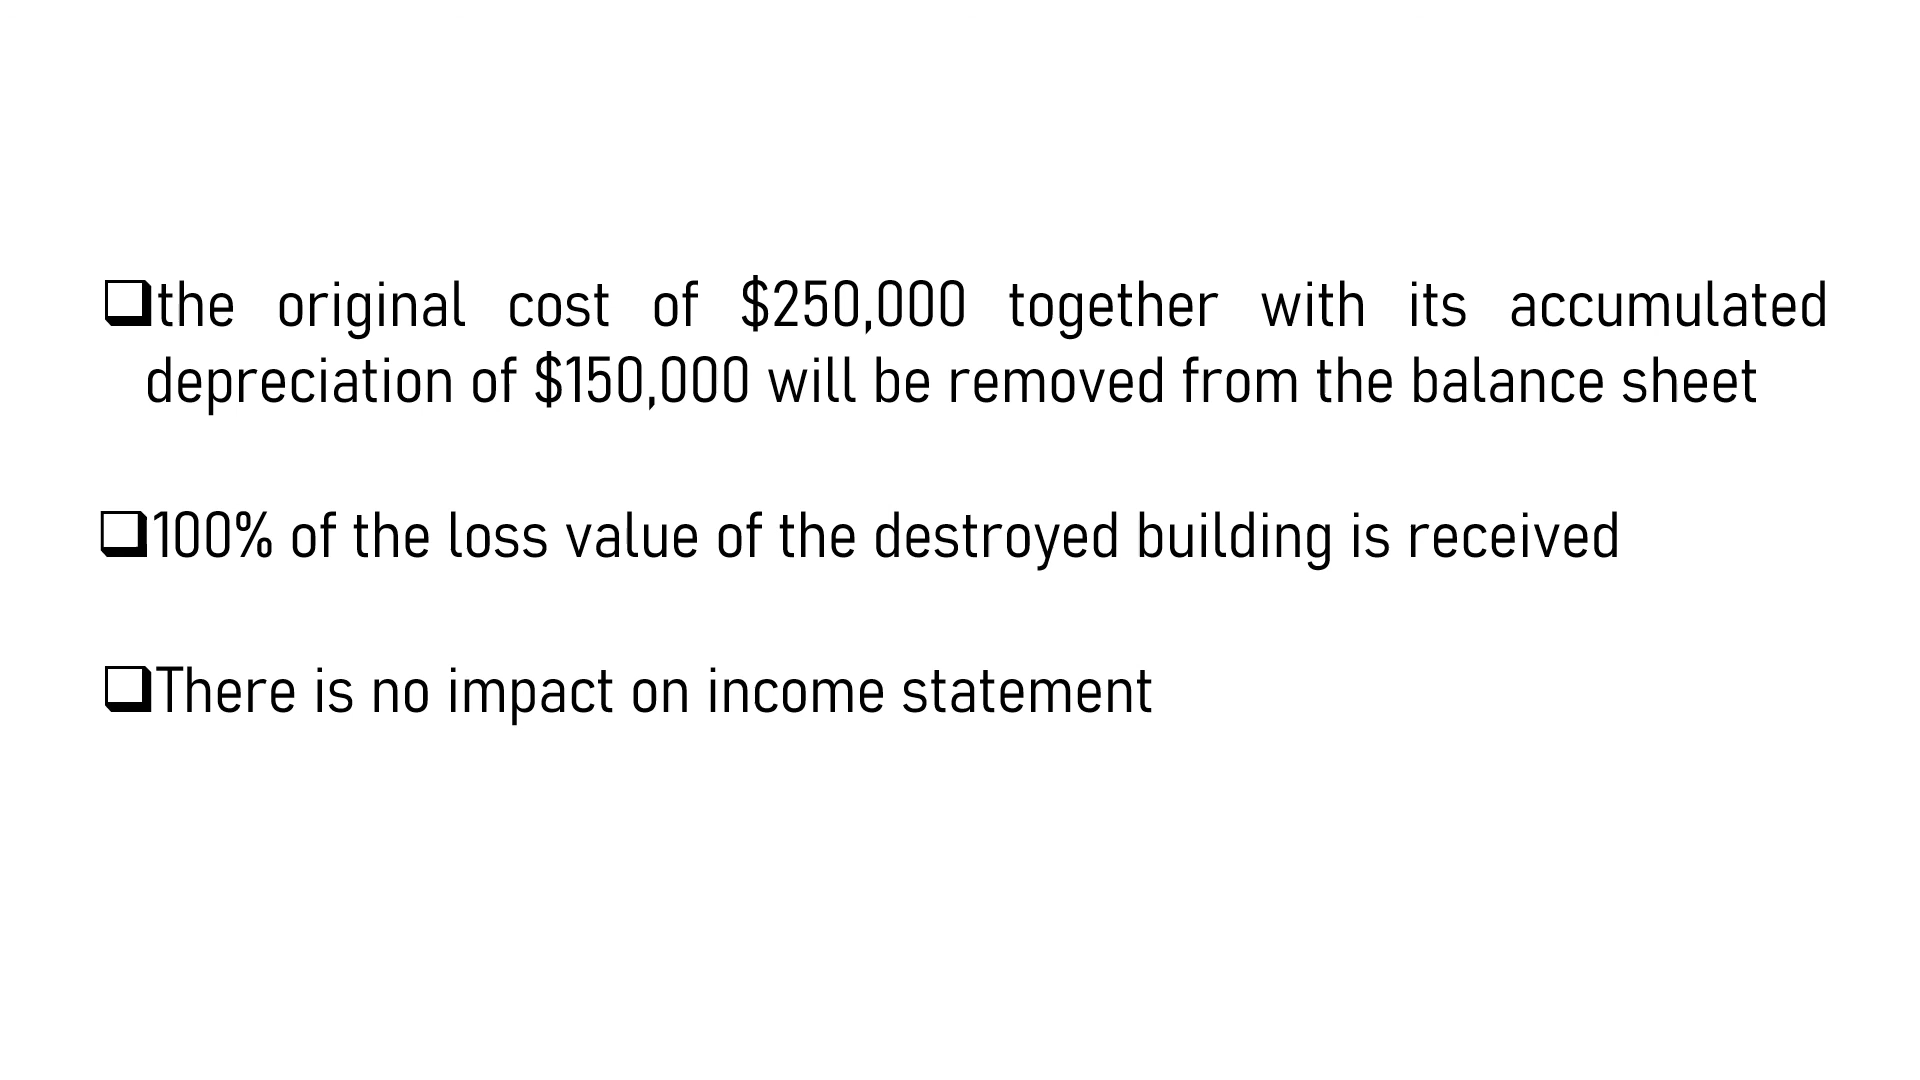 ❑the original cost of $250,000 together with its accumulated
depreciation of $150,000 will be removed from the balance sheet
❑100% of the loss value of the destroyed building is received
❑There is no impact on income statement